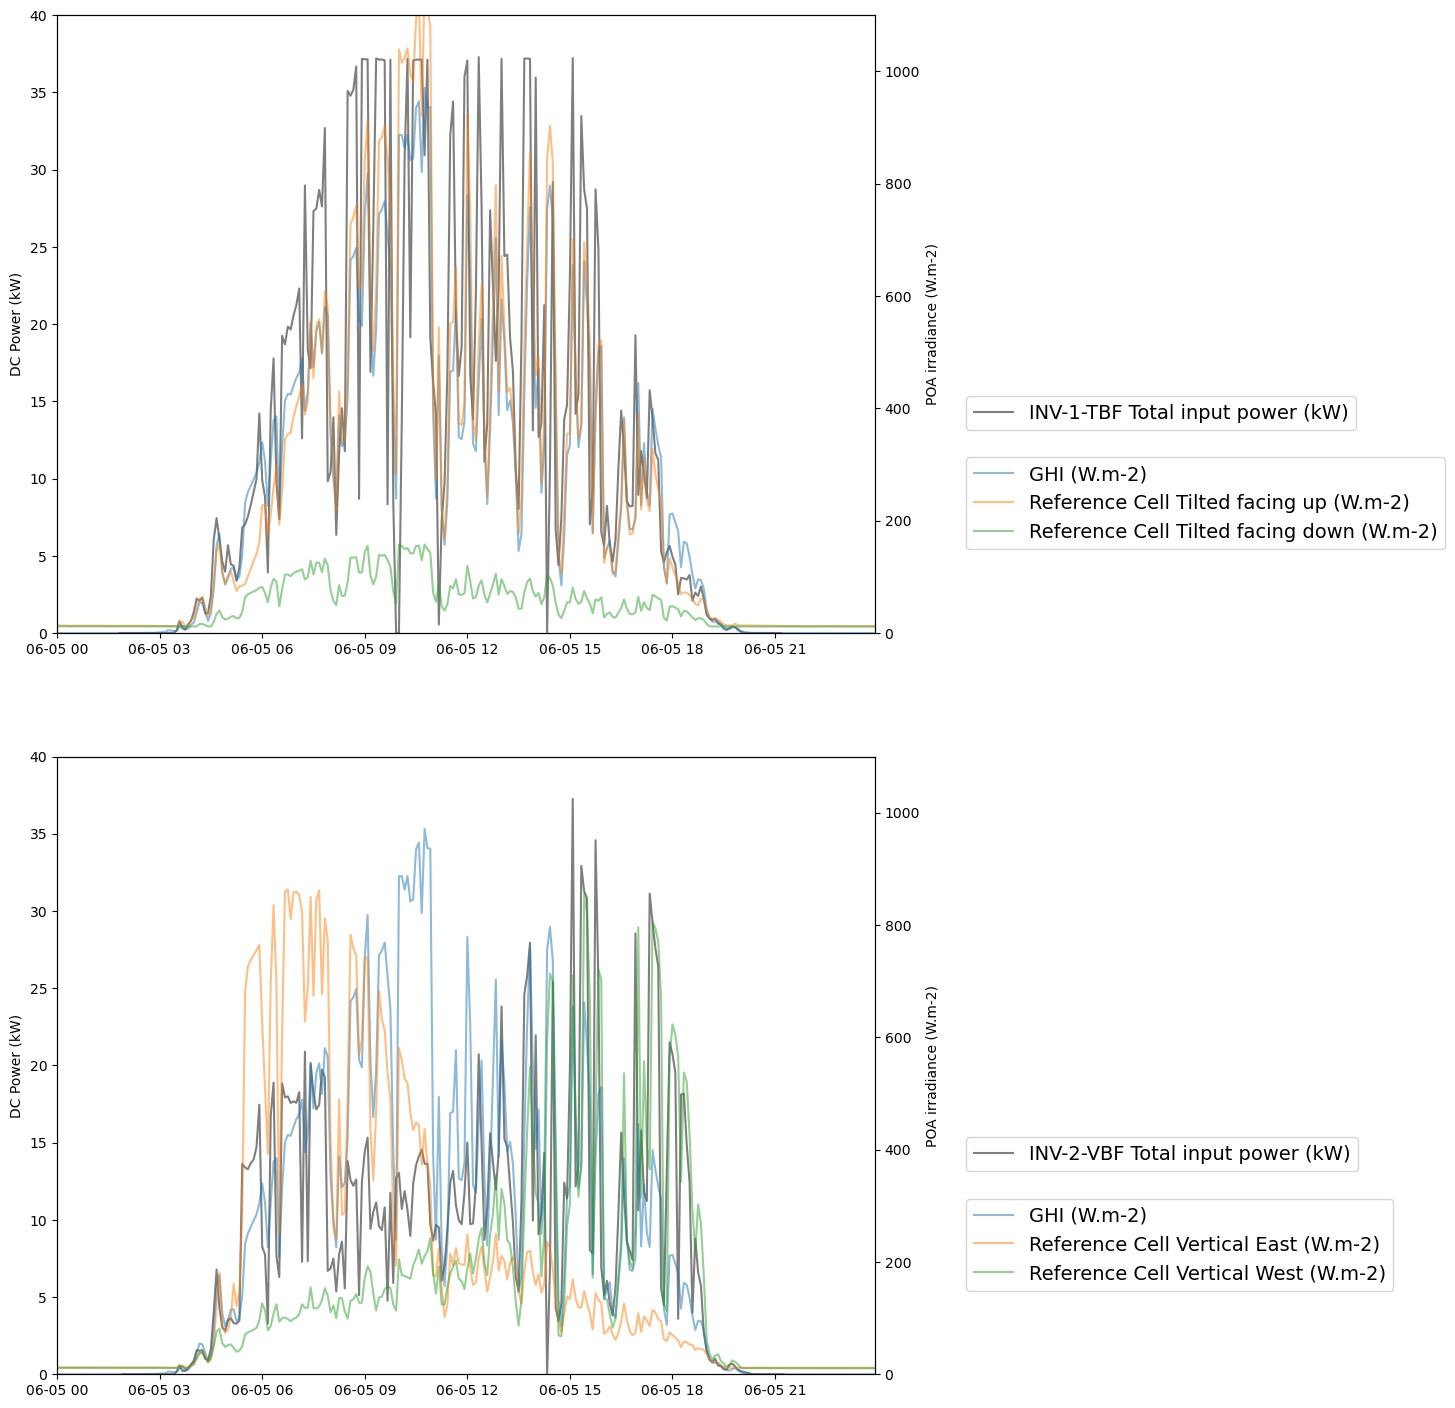 40
35
30
25
20
15
10
5
0
DC Power (kW)
1000
800
600
400
200
0
POA irradiance (W.m-2)
06-05 00 06-05 03 06-05 06 06-05 09 06-05 12 06-05 15 06-05 18 06-05 21
INV-1-TBF Total input power (kW)
GHI (W.m-2)
Reference Cell Tilted facing up (W.m-2)
Reference Cell Tilted facing down (W.m-2)
40
35
30
25
20
15
10
5
0
DC Power (kW)
1000
800
600
400
200
0
POA irradiance (W.m-2)
06-05 00 06-05 03 06-05 06 06-05 09 06-05 12 06-05 15 06-05 18 06-05 21
INV-2-VBF Total input power (kW)
GHI (W.m-2)
Reference Cell Vertical East (W.m-2)
Reference Cell Vertical West (W.m-2)